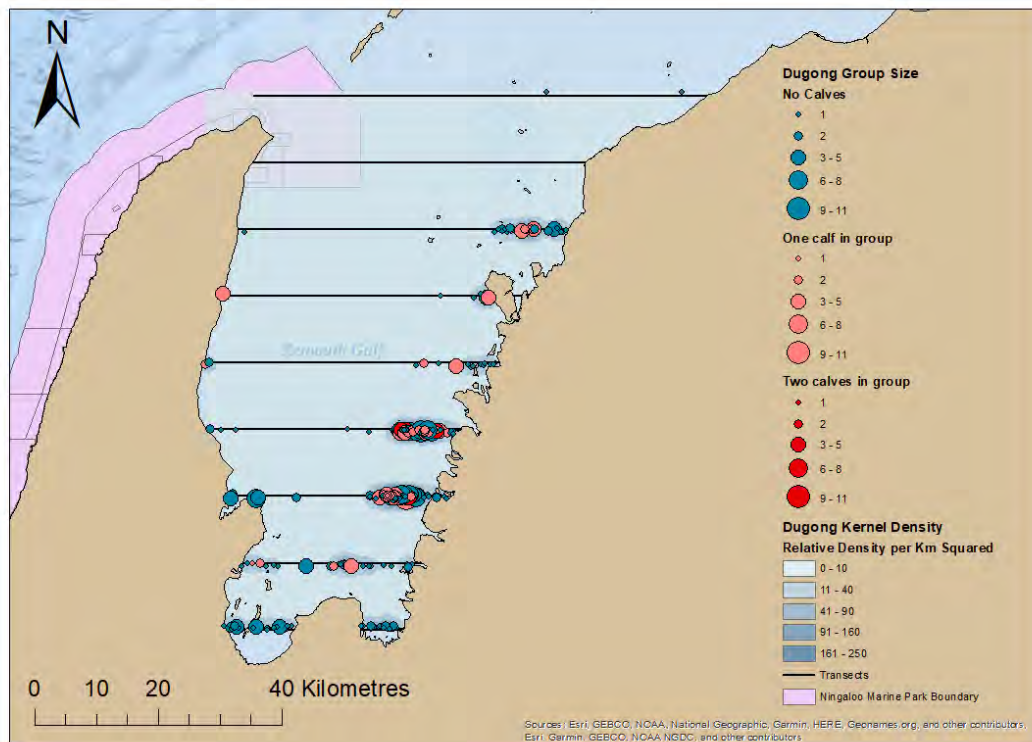 N
Dugong Group Size
No Calves
1
2
3 - 5
6 - 8
9 - 11
One calf in group
1
2
3 - 5
6 - 8
9 - 11
Two calves in group
1
2
3 - 5
6 - 8
9 - 11
Dugong Kernel Density
Relative Density per Km Squared
0 - 10
11 - 40
41 - 90
91 - 160
161 - 250
Transects
Ningaloo Marine Park Boundary
Exmouth Gulf
0 10 20 40 Kilometres
Sources: Esri, GEBCO, NOAA, National Geographic, Garmin, HERE, Geonames.org, and other contributors,
Esri, Garmin, GEBCO, NOAA NGDC, and other contributors